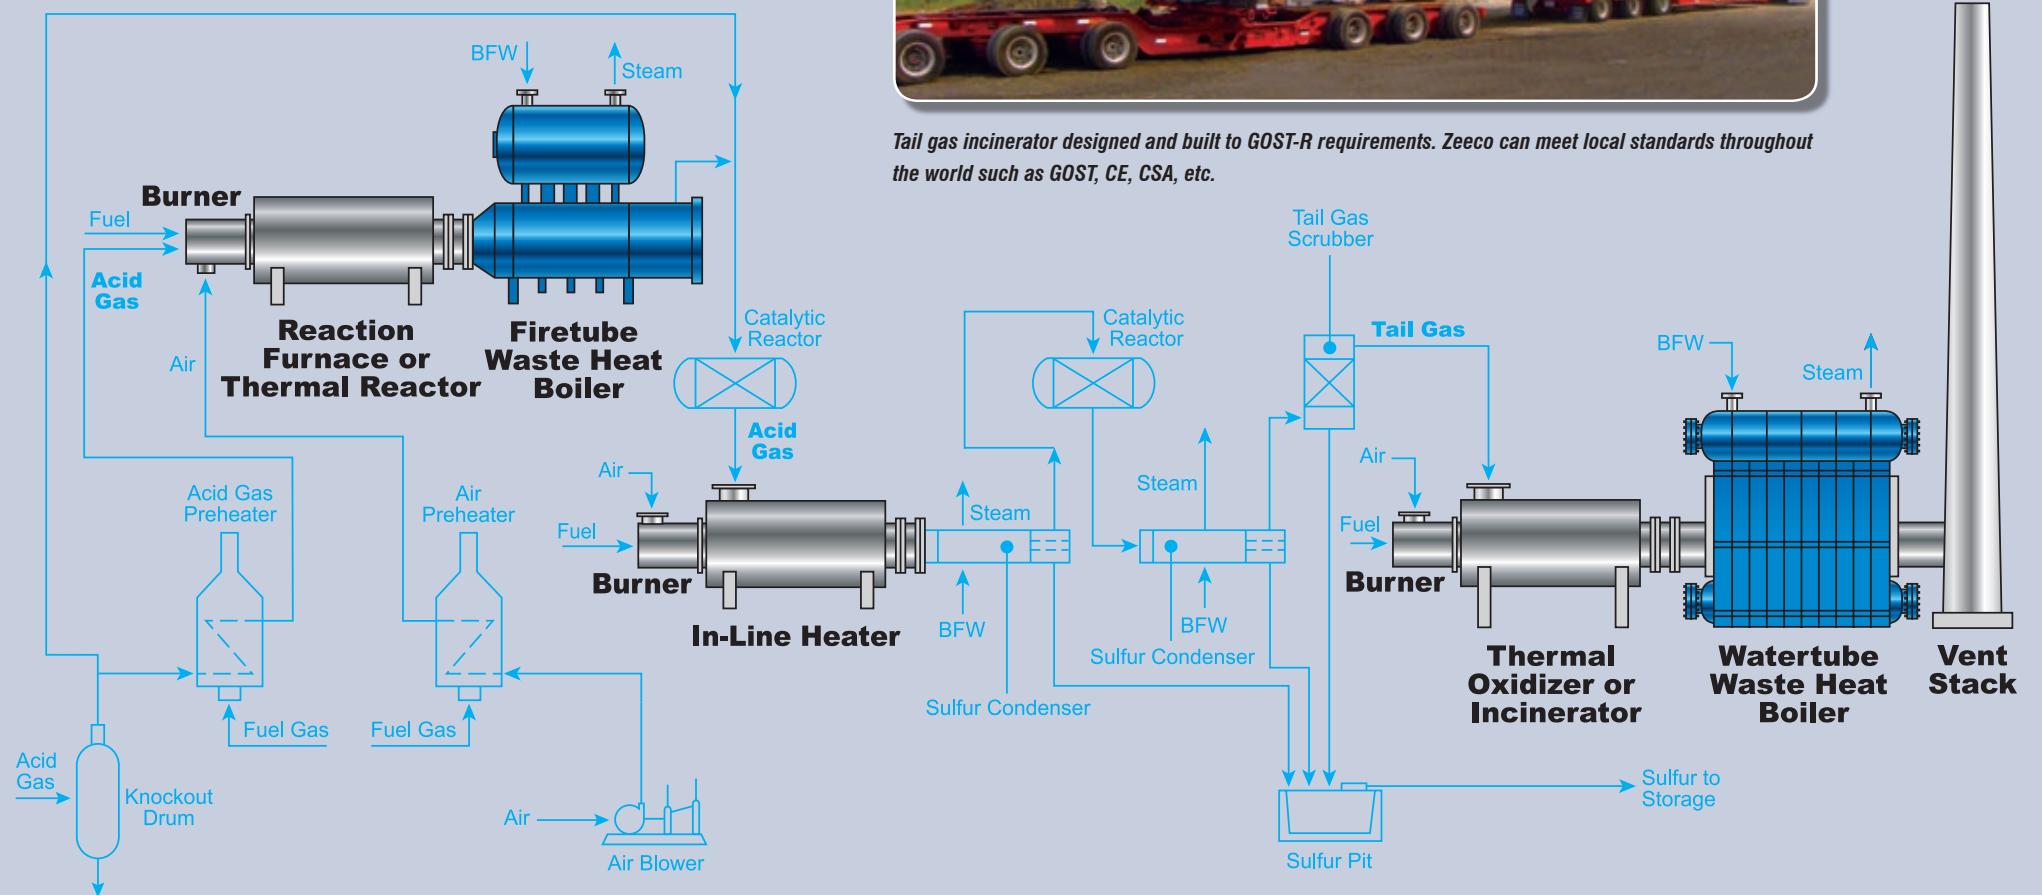 BFW
Steam
Tail gas incinerator designed and built to GOST-R requirements. Zeeco can meet local standards throughout
the world such as GOST, CE, CSA, etc.
Burner
Fuel
Acid
Gas
Air
Reaction
Furnace or
Thermal Reactor
Firetube
Waste Heat
Boiler
Catalytic
Reactor
Acid
Gas
Acid Gas
Preheater
Air
Preheater
Fuel Gas
Fuel Gas
Acid
Gas
Knockout
Drum
Air
Air Blower
Air
Fuel
Burner
In-Line Heater
Steam
BFW
Sulfur Condenser
Catalytic
Reactor
Steam
BFW
Sulfur Condenser
Tail Gas
Scrubber
Tail Gas
Air
Fuel
Burner
Thermal
Oxidizer or
Incinerator
BFW
Steam
Watertube
Waste Heat
Boiler
Vent
Stack
Sulfur to
Storage
Sulfur Pit